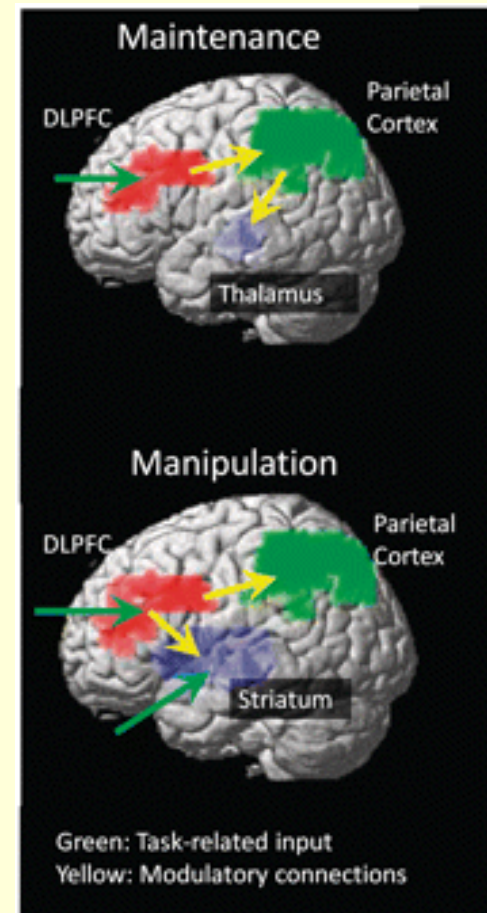 Maintenance
DLPFC
Parietal
Cortex
Thalamus
Manipulation
DLPFC
Parietal
Cortex
Striatum
Green: Task-related input
Yellow: Modulatory connections